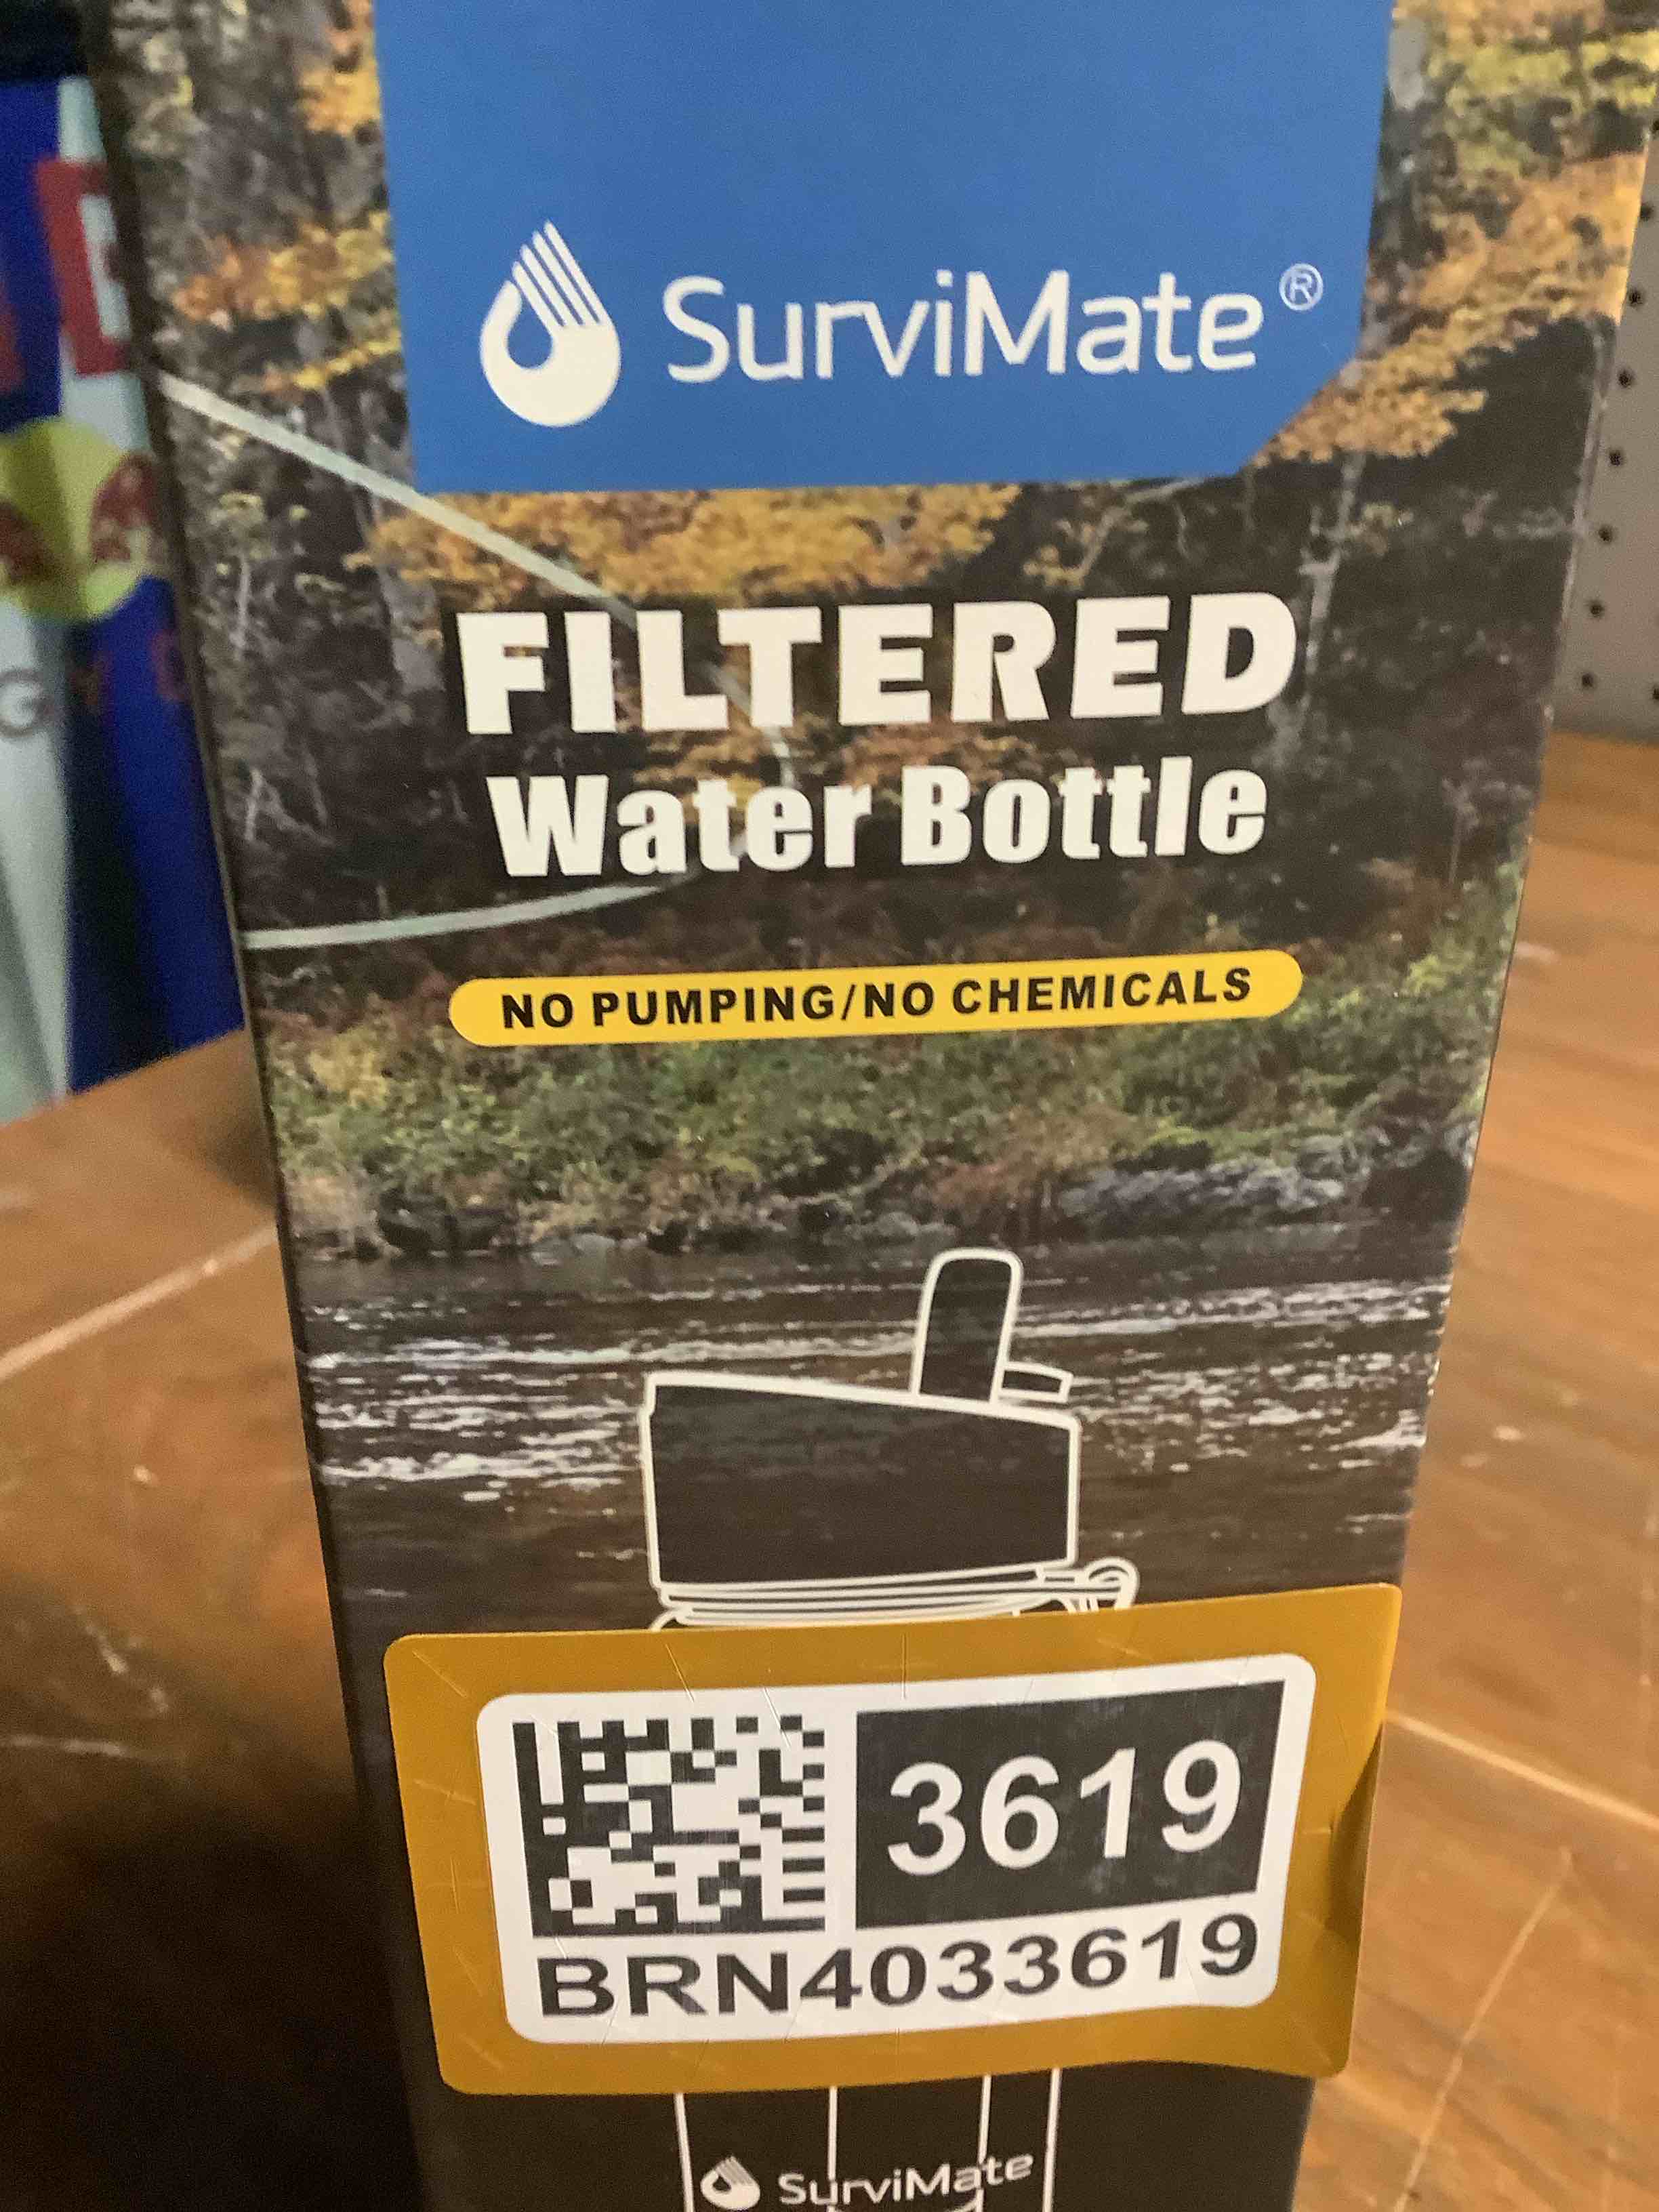 SurviMate®
FILTERED
Water Bottle
NO PUMPING/NO CHEMICALS
3619
BRN4033619
SurviMate